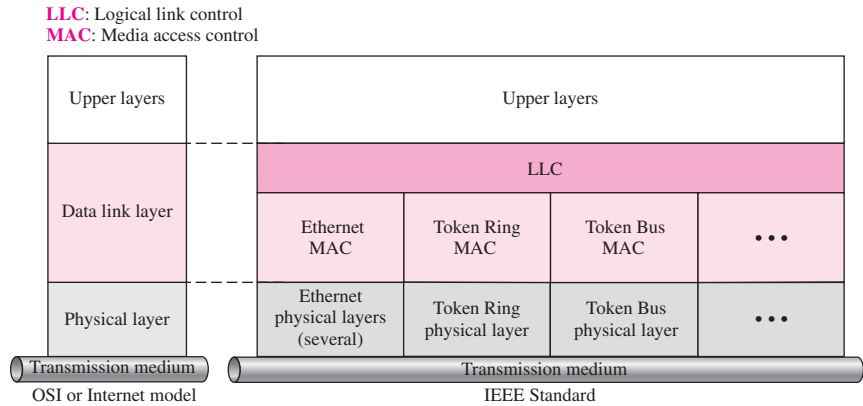 LLC: Logical link control
MAC: Media access control
Upper layers
Upper layers
Data link layer
LLC
Ethernet
MAC
Token Ring
MAC
Token Bus
MAC
•••
Physical layer
Ethernet
physical layers
(several)
Token Ring
physical layer
Token Bus
physical layer
•••
Transmission medium
Transmission medium
OSI or Internet model
IEEE Standard